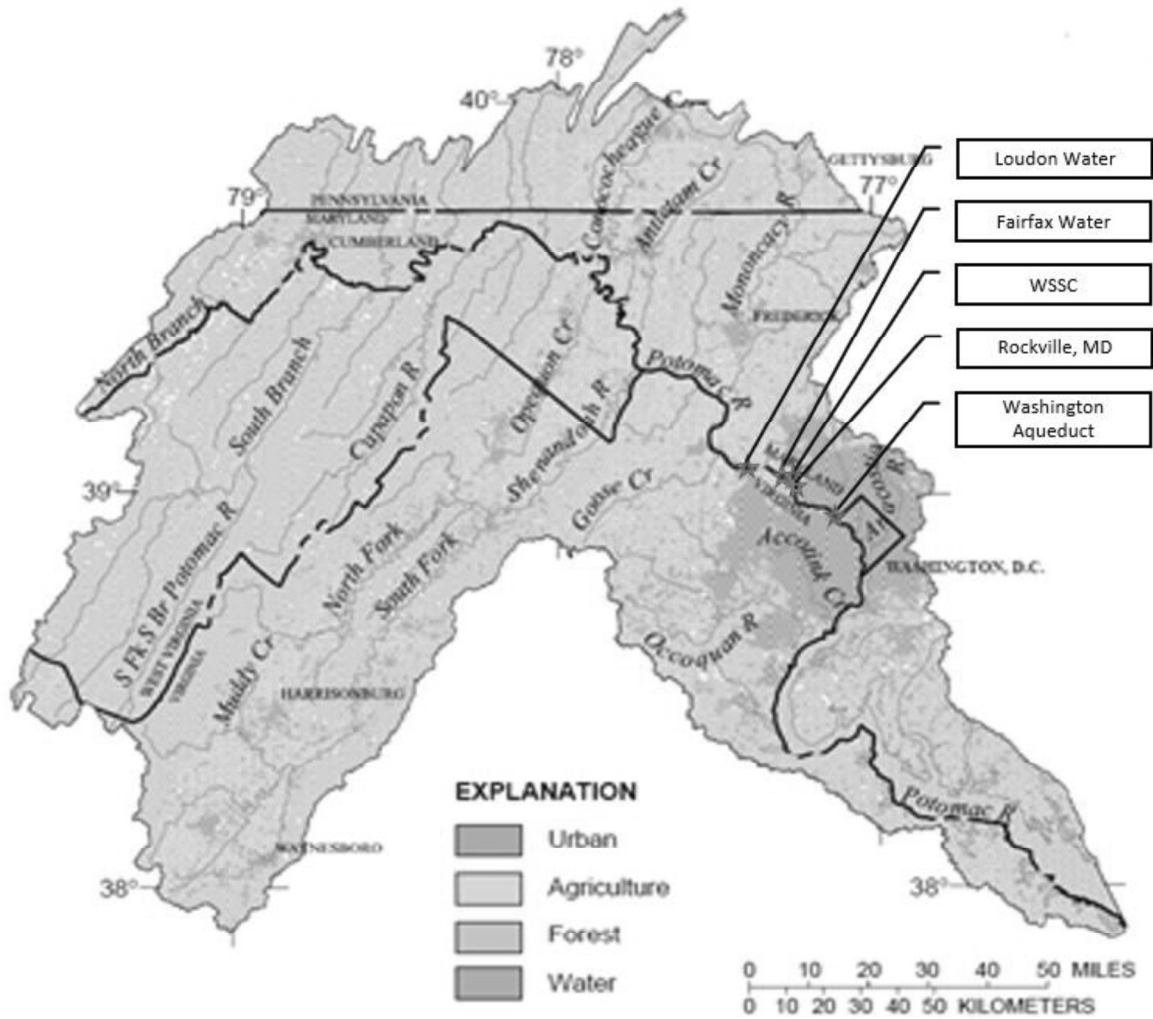 78°
40°
Conococheague Cr
Antietam Cr
GETTYSBURG
Loudon Water
79°
77°
PENNSYLVANIA
MARYLAND
CUMBERLAND
Monocacy R
Fairfax Water
WSSC
North Branch
FREDERICK
Rockville, MD
South Branch
Opequon Cr
Potomac R
Capapon R
Shenandoah R
Washington
Aqueduct
39°
Goose Cr
MARYLAND
VIRGINIA
S Fk S Br Potomac R
North Fork
South Fork
Accotink Cr
WASHINGTON, D.C.
WEST VIRGINIA
VIRGINIA
Muddy Cr
Occoquan R
HARRISONBURG
EXPLANATION
Urban
Agriculture
Forest
Water
Potomac R
WAYNESBORO
38°
38°
0 10 20 30 40 50 MILES
0 10 20 30 40 50 KILOMETERS